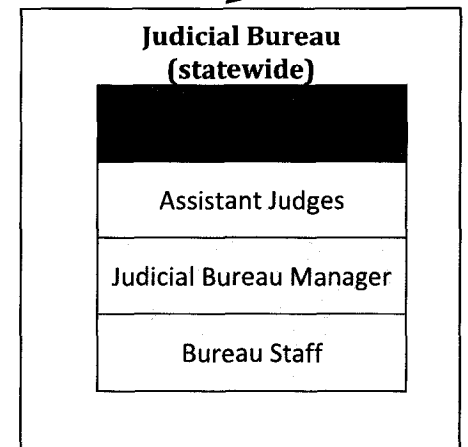 Judicial Bureau
(statewide)
Assistant Judges
Judicial Bureau Manager
Bureau Staff